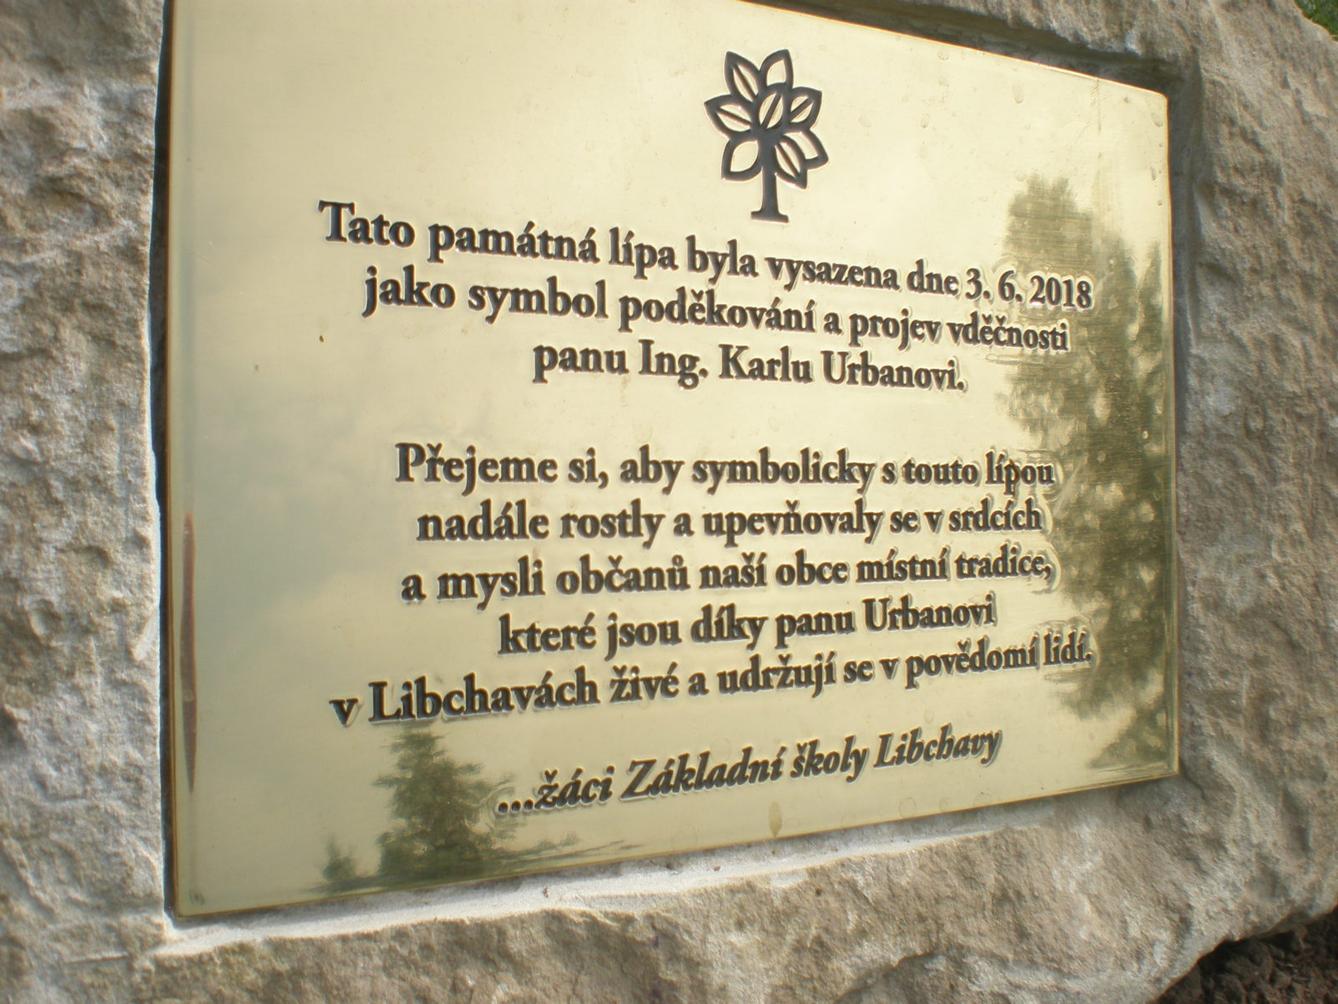 Tato památná lípa byla vysazena dne 3. 6. 2018
jako symbol poděkování a projev vděčnosti
panu Ing. Karlu Urbanovi.
Přejeme si, aby symbolicky s touto lípou
nadále rostly a upevňovaly se v srdcích
a mysli občanů naší obce místní tradice,
které jsou díky panu Urbanovi
v Libchavách živé a udržují se v povědomí lidí.
...žáci Základní školy Libchavy